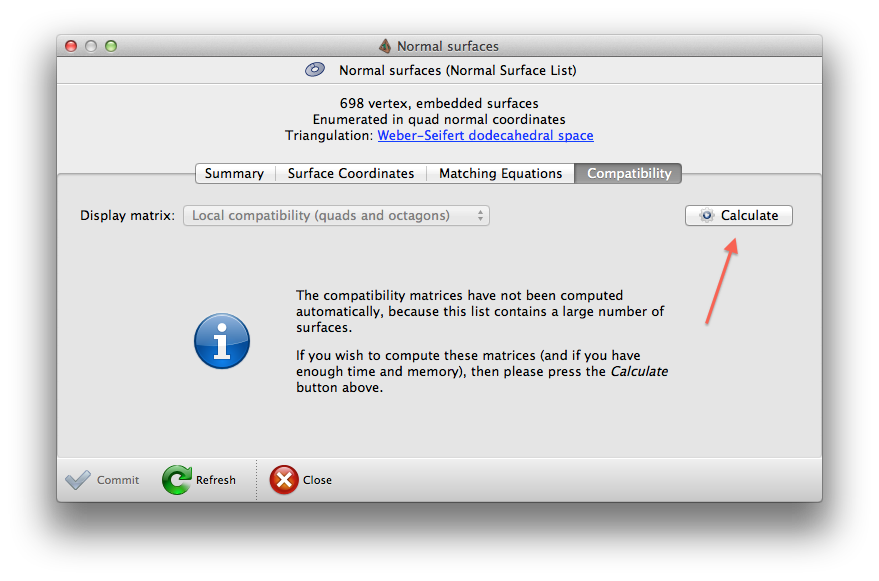 Normal surfaces
Normal surfaces (Normal Surface List)
698 vertex, embedded surfaces
Enumerated in quad normal coordinates
Triangulation: Weber-Seifert dodecahedral space
Summary Surface Coordinates Matching Equations Compatibility
Display matrix: Local compatibility (quads and octagons) Calculate
The compatibility matrices have not been computed
automatically, because this list contains a large number of
surfaces.
If you wish to compute these matrices (and if you have
enough time and memory), then please press the Calculate
button above.
Commit Refresh Close